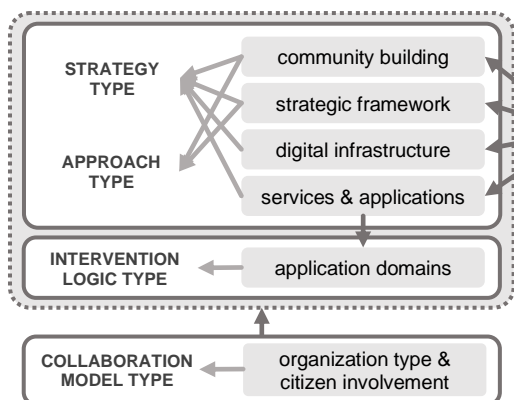 STRATEGY
TYPE
community building
strategic framework
APPROACH
TYPE
digital infrastructure
services & applications
INTERVENTION
LOGIC TYPE
application domains
COLLABORATION
MODEL TYPE
organization type &
citizen involvement